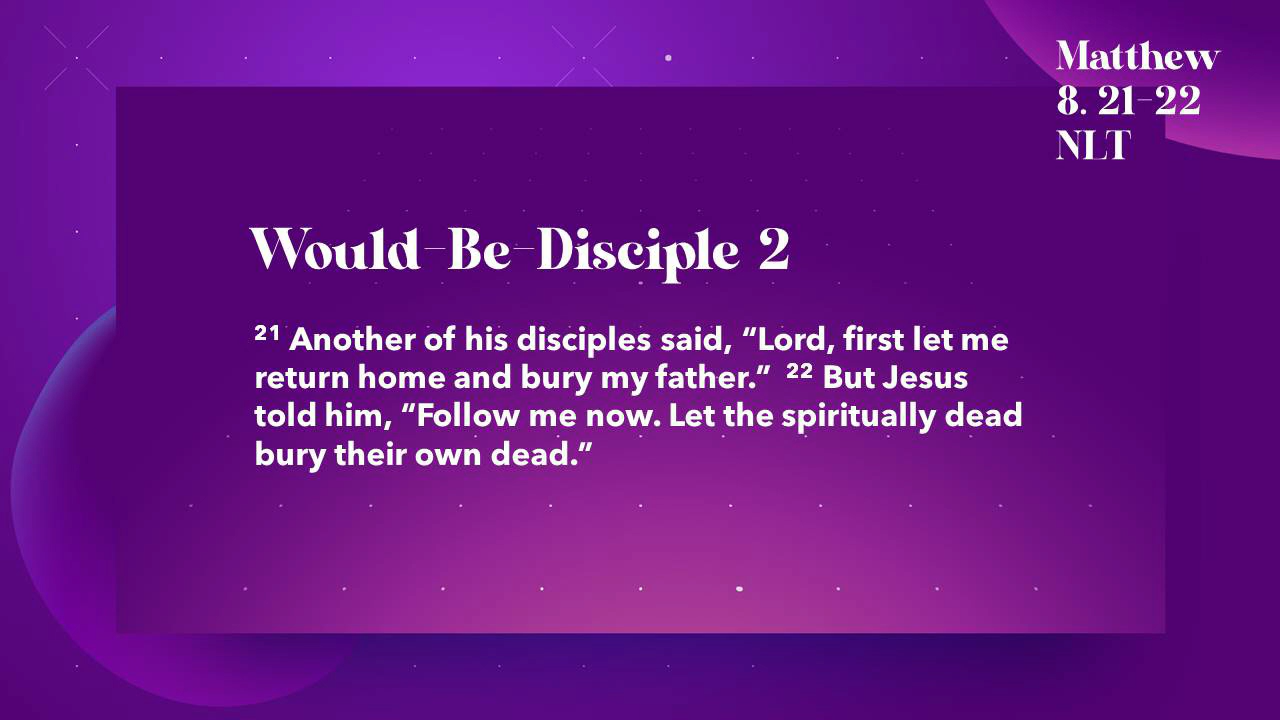 Matthew
8. 21-22
NLT
Would-Be-Disciple 2
²¹ Another of his disciples said, “Lord, first let me
return home and bury my father.” ²² But Jesus
told him, “Follow me now. Let the spiritually dead
bury their own dead.”